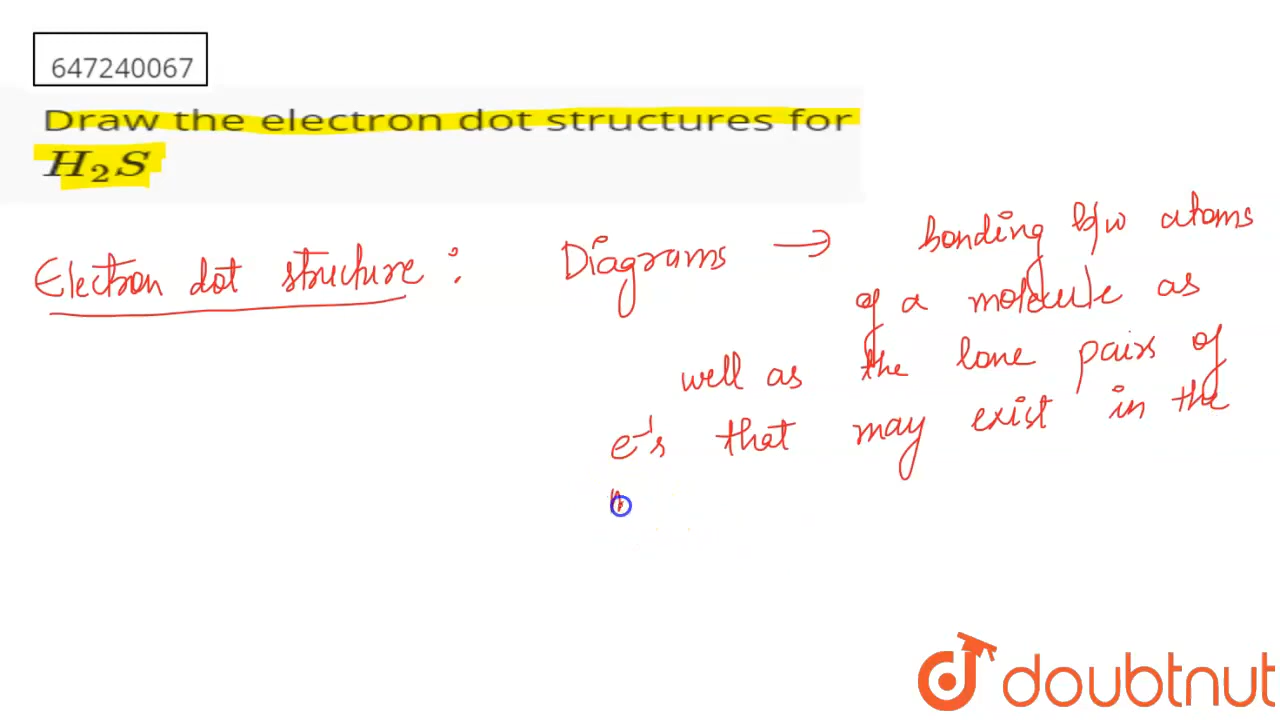 647240067
Draw the electron dot structures for
H₂S
Electron dot structure : Diagrams → bonding b/w atoms
of a molecule as
well as the lone pairs of
e⁻'s that may exist in the
doubtnut